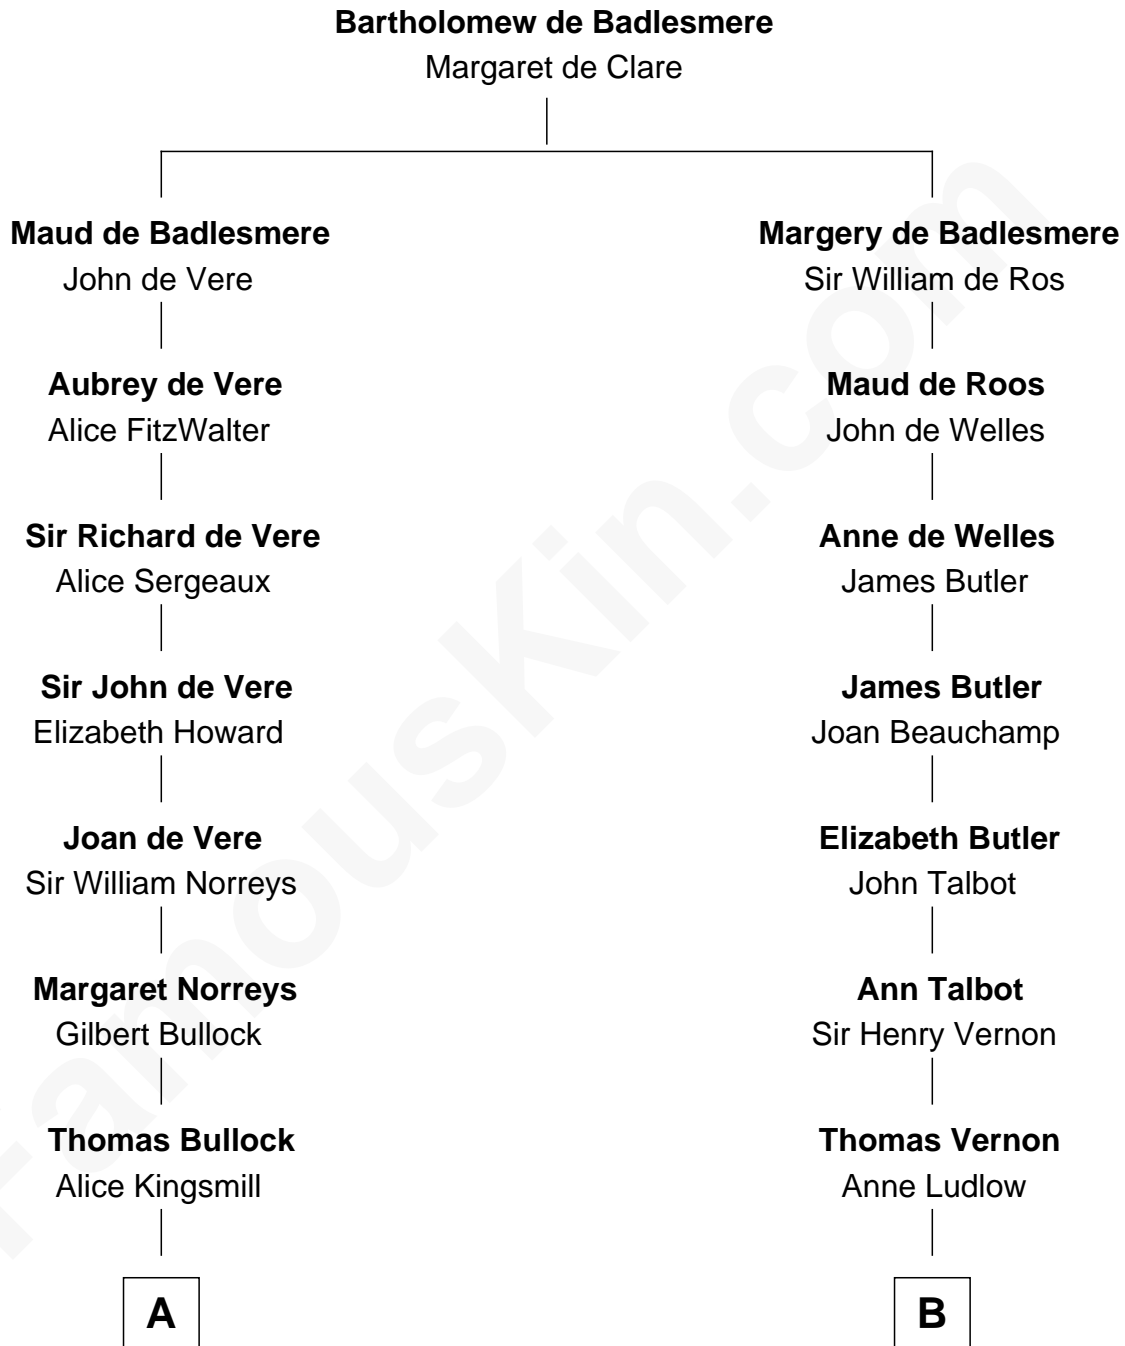 Bartholomew de Badlesmere
Margaret de Clare
Maud de Badlesmere
John de Vere
Margery de Badlesmere
Sir William de Ros
Aubrey de Vere
Alice FitzWalter
Maud de Roos
John de Welles
Sir Richard de Vere
Alice Sergeaux
Anne de Welles
James Butler
Sir John de Vere
Elizabeth Howard
James Butler
Joan Beauchamp
Joan de Vere
Sir William Norreys
Elizabeth Butler
John Talbot
Margaret Norreys
Gilbert Bullock
Ann Talbot
Sir Henry Vernon
Thomas Bullock
Alice Kingsmill
Thomas Vernon
Anne Ludlow
A
B
FamousKin.com